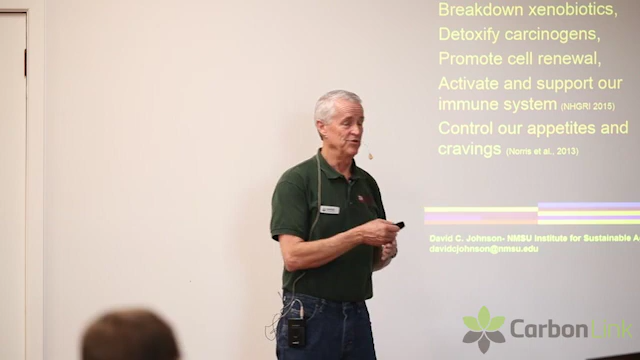 Breakdown xenobiotics,
Detoxify carcinogens,
Promote cell renewal,
Activate and support our
immune system (NHGRI 2015)
Control our appetites and
cravings (Norris et al., 2013)
David C. Johnson- NMSU Institute for Sustainable A
davidcjohnson@nmsu.edu
CarbonLink